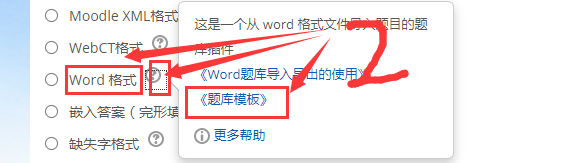 Moodle XML格式
WebCT格式
Word 格式
嵌入答案（完形填
缺失字格式
这是一个从 word 格式文件导入题目的题
库插件
《Word题库导入导出的使用》
《题库模板》
更多帮助
2